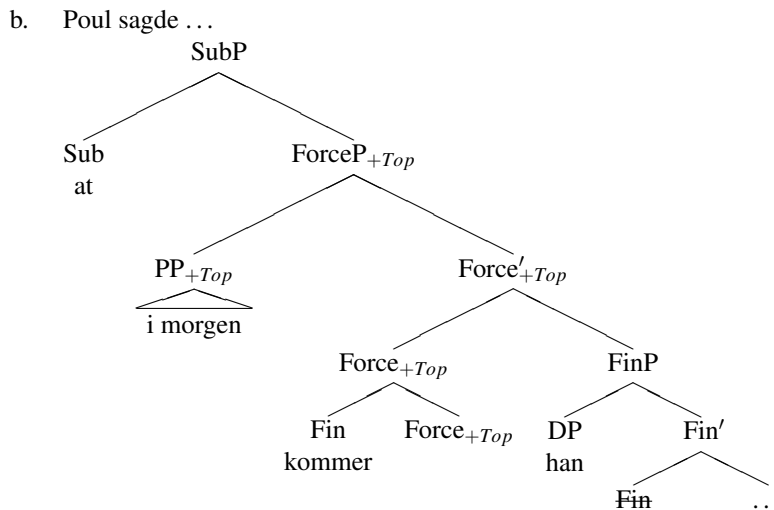 b. Poul sagde …
SubP
Sub ForceP+Top
at
PP+Top Force′+Top
i morgen
Force+Top FinP
Fin Force+Top DP Fin′
kommer han
Fin ..